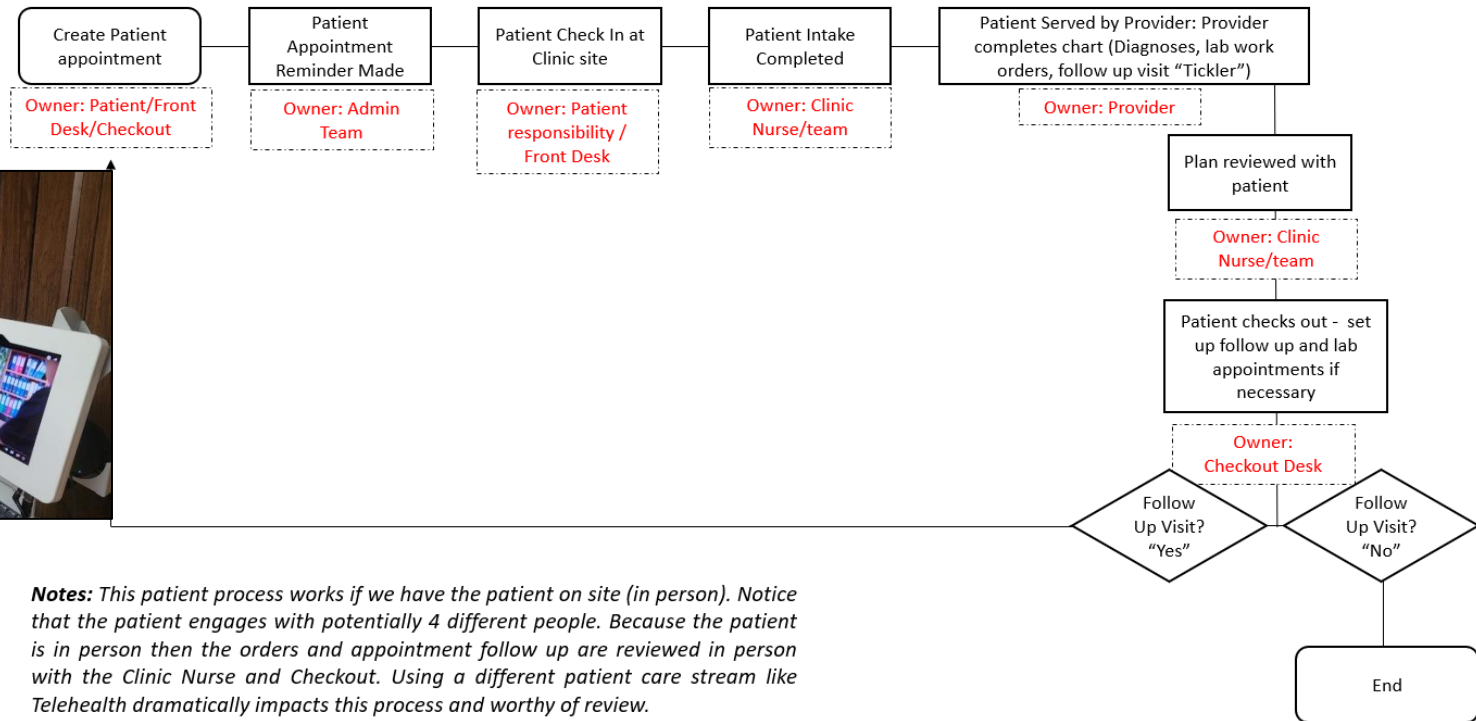 Create Patient
appointment
Owner: Patient/Front
Desk/Checkout
Patient
Appointment
Reminder Made
Owner: Admin
Team
Patient Check In at
Clinic site
Owner: Patient
responsibility /
Front Desk
Patient Intake
Completed
Owner: Clinic
Nurse/team
Patient Served by Provider: Provider
completes chart (Diagnoses, lab work
orders, follow up visit “Tickler”)
Owner: Provider
Plan reviewed with
patient
Owner: Clinic
Nurse/team
Patient checks out -  set
up follow up and lab
appointments if
necessary
Owner:
Checkout Desk
Follow
Up Visit?
“Yes”
Follow
Up Visit?
“No”
End
Notes: This patient process works if we have the patient on site (in person). Notice
that the patient engages with potentially 4 different people. Because the patient
is in person then the orders and appointment follow up are reviewed in person
with the Clinic Nurse and Checkout. Using a different patient care stream like
Telehealth dramatically impacts this process and worthy of review.